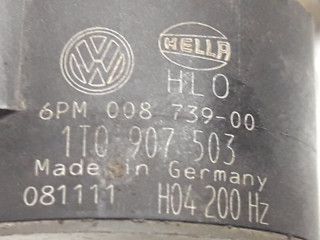 HELLA
HLO
6PM 008 739-00
1T0 907 503
Made in Germany
081111 H04 200 Hz